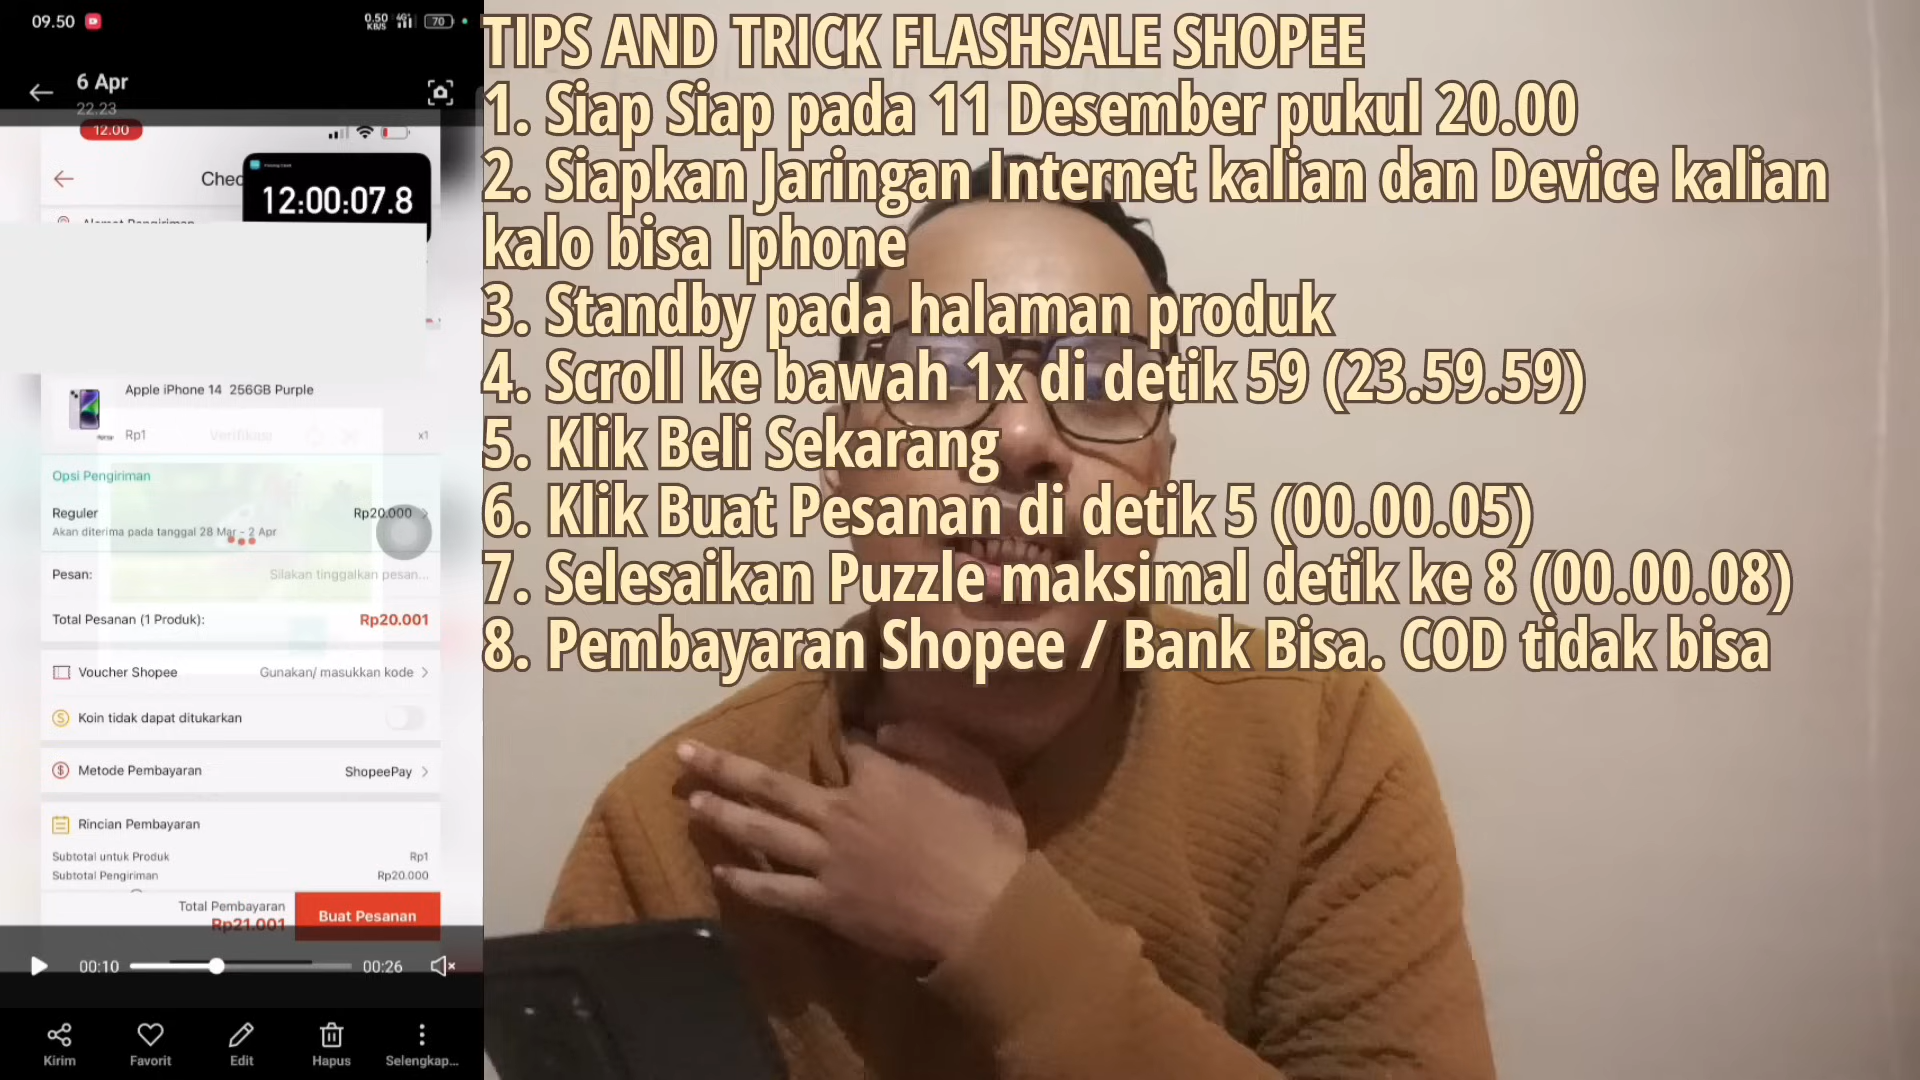 09.50
0.50
KB/S
70
6 Apr
22.23
12.00
Chec
12:00:07.8
Alamat Pengiriman
Apple iPhone 14 256GB Purple
Rp1
Verifikasi
x1
Opsi Pengiriman
Reguler
Rp20.000
Akan diterima pada tanggal 28 Mar - 2 Apr
Pesan:
Silakan tinggalkan pesan...
Total Pesanan (1 Produk):
Rp20.001
Voucher Shopee
Gunakan/ masukkan kode
Koin tidak dapat ditukarkan
Metode Pembayaran
ShopeePay
Rincian Pembayaran
Subtotal untuk Produk
Rp1
Subtotal Pengiriman
Rp20.000
Total Pembayaran
Rp21.001
Buat Pesanan
00:10
00:26
Kirim
Favorit
Edit
Hapus
Selengkap...
TIPS AND TRICK FLASHSALE SHOPEE
1. Siap Siap pada 11 Desember pukul 20.00
2. Siapkan Jaringan Internet kalian dan Device kalian
kalo bisa Iphone
3. Standby pada halaman produk
4. Scroll ke bawah 1x di detik 59 (23.59.59)
5. Klik Beli Sekarang
6. Klik Buat Pesanan di detik 5 (00.00.05)
7. Selesaikan Puzzle maksimal detik ke 8 (00.00.08)
8. Pembayaran Shopee / Bank Bisa. COD tidak bisa